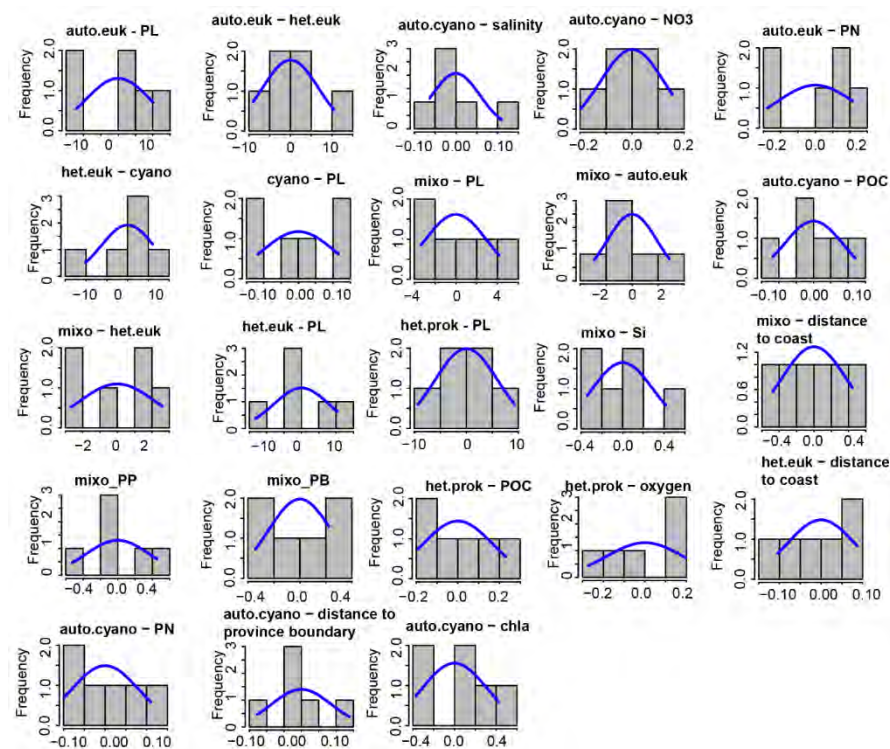 auto.euk - PL
Frequency
0.0 1.0 2.0
−10 0 10
auto.euk − het.euk
Frequency
0.0 1.0 2.0
−10 0 10
auto.cyano − salinity
Frequency
0 1 2 3
−0.10 0.00 0.10
auto.cyano − NO3
Frequency
0.0 1.0 2.0
−0.2 0.0 0.2
auto.euk − PN
Frequency
0.0 1.0 2.0
−0.2 0.0 0.2
het.euk − cyano
Frequency
0 1 2 3
−10 0 10
cyano − PL
Frequency
0.0 1.0 2.0
−0.10 0.00 0.10
mixo − PL
Frequency
0.0 1.0 2.0
−4 0 4
mixo − auto.euk
Frequency
0 1 2 3
−2 0 2
auto.cyano − POC
Frequency
0.0 1.0 2.0
−0.10 0.00 0.10
mixo − het.euk
Frequency
0.0 1.0 2.0
−2 0 2
het.euk - PL
Frequency
0 1 2 3
−10 0 10
het.prok - PL
Frequency
0.0 1.0 2.0
−10 −5 0 5 10
mixo − Si
Frequency
0.0 1.0 2.0
−0.4 0.0 0.4
mixo − distance
to coast
Frequency
0.0 0.6 1.2
−0.4 0.0 0.4
mixo_PP
Frequency
0 1 2 3
−0.4 0.0 0.4
mixo_PB
Frequency
0.0 1.0 2.0
−0.4 0.0 0.4
het.prok − POC
Frequency
0.0 1.0 2.0
−0.2 0.0 0.2
het.prok − oxygen
Frequency
0 1 2 3
−0.2 0.0 0.2
het.euk − distance
to coast
Frequency
0.0 1.0 2.0
−0.10 0.00 0.10
auto.cyano − PN
Frequency
0.0 1.0 2.0
−0.10 0.00 0.10
auto.cyano − distance to
province boundary
Frequency
0 1 2 3
−0.10 0.00 0.10
auto.cyano − chla
Frequency
0.0 1.0 2.0
−0.4 0.0 0.4